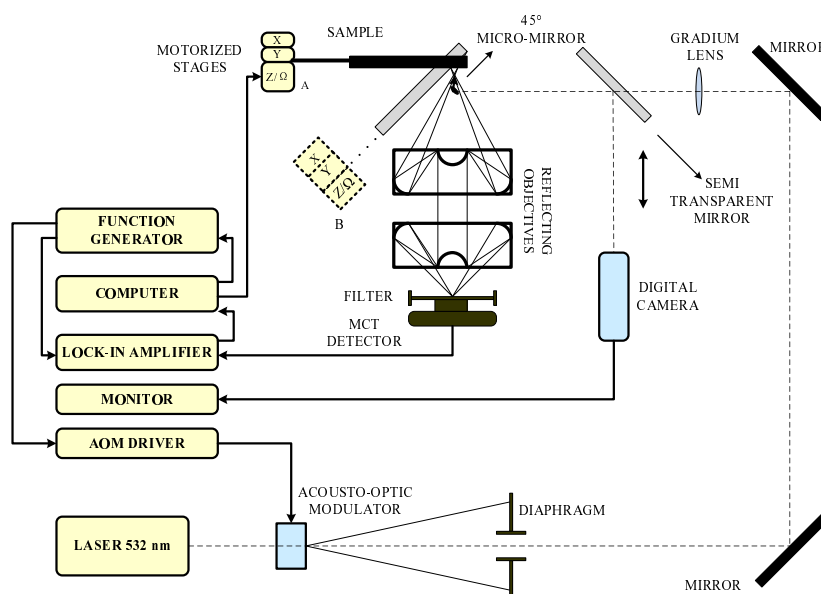 X
Y
Z/Ω
A
MOTORIZED
STAGES
SAMPLE
45°
MICRO-MIRROR
GRADIUM
LENS
MIRROR
X
Y
Z/Ω
B
REFLECTING
OBJECTIVES
SEMI
TRANSPARENT
MIRROR
FUNCTION
GENERATOR
COMPUTER
LOCK-IN AMPLIFIER
MONITOR
AOM DRIVER
FILTER
MCT
DETECTOR
DIGITAL
CAMERA
ACOUSTO-OPTIC
MODULATOR
DIAPHRAGM
LASER 532 nm
MIRROR